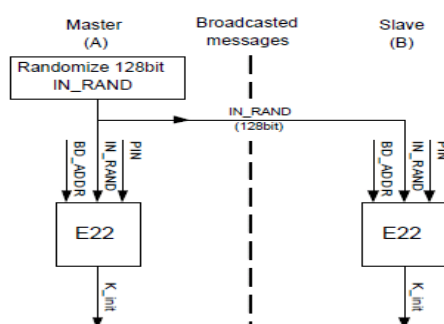 Master
(A)
Broadcasted
messages
Slave
(B)
Randomize 128bit
IN_RAND
IN_RAND
(128bit)
BD_ADDR
IN_RAND
PIN
BD_ADDR
IN_RAND
PIN
E22
E22
K_init
K_init